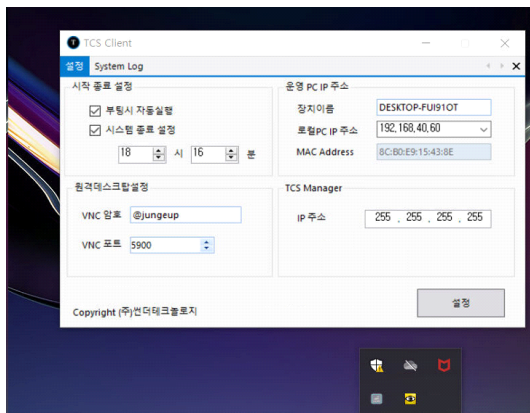 T TCS Client
설정 System Log
시작 종료 설정
부팅시 자동실행
시스템 종료 설정
18 시 16 분
운영 PC IP 주소
장치이름 DESKTOP-FUI91OT
로컬PC IP 주소 192,168,40,60
MAC Address 8C:B0:E9:15:43:8E
원격데스크탑설정
VNC 암호 @jungeup
VNC 포트 5900
TCS Manager
IP 주소 255 . 255 . 255 . 255
Copyright (주)썬더테크놀로지
설정